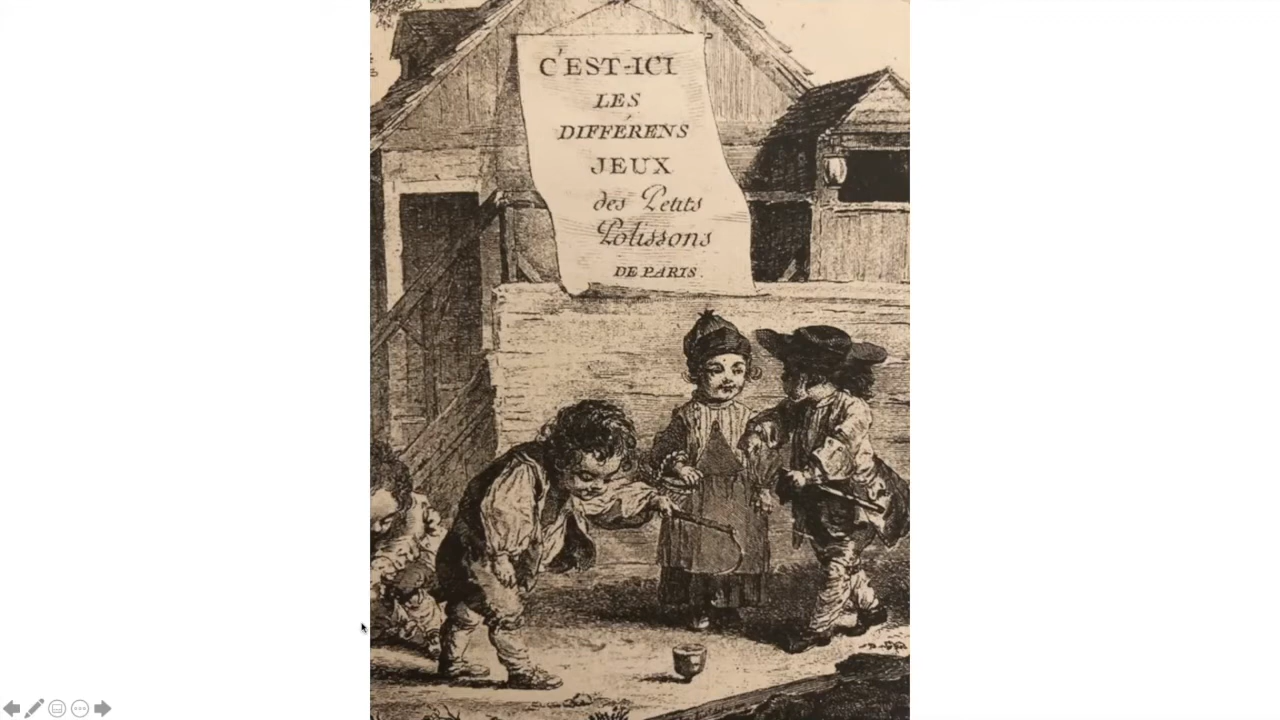 C'EST-ICI
LES
DIFFÉRENS
JEUX
des Petits
Polissons
DE PARIS.